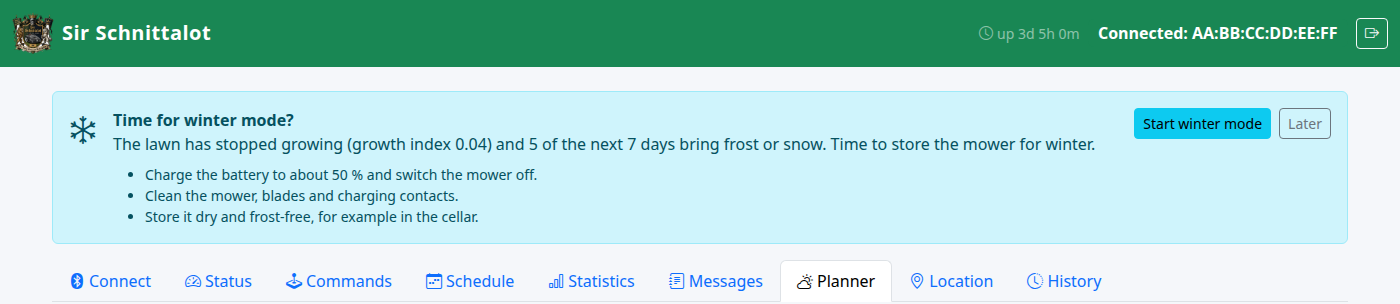 Sir Schnittalot
up 3d 5h 0m
Connected: AA:BB:CC:DD:EE:FF
Time for winter mode?
The lawn has stopped growing (growth index 0.04) and 5 of the next 7 days bring frost or snow. Time to store the mower for winter.
Charge the battery to about 50 % and switch the mower off.
Clean the mower, blades and charging contacts.
Store it dry and frost-free, for example in the cellar.
Start winter mode
Later
Connect
Status
Commands
Schedule
Statistics
Messages
Planner
Location
History